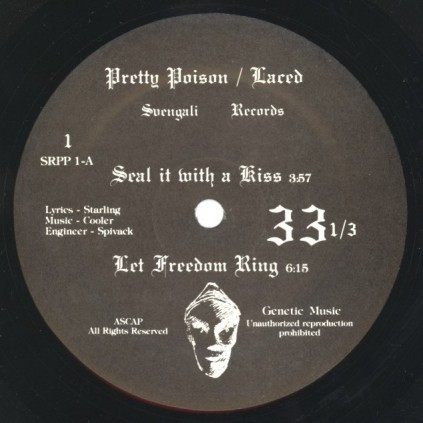 Pretty Poison / Laced
Svengali Records
1
SRPP 1-A
Seal it with a Kiss 3:57
Lyrics - Starling
Music - Cooler
Engineer - Spivack
33 1/3
Let Freedom Ring 6:15
ASCAP
All Rights Reserved
Genetic Music
Unauthorized reproduction
prohibited